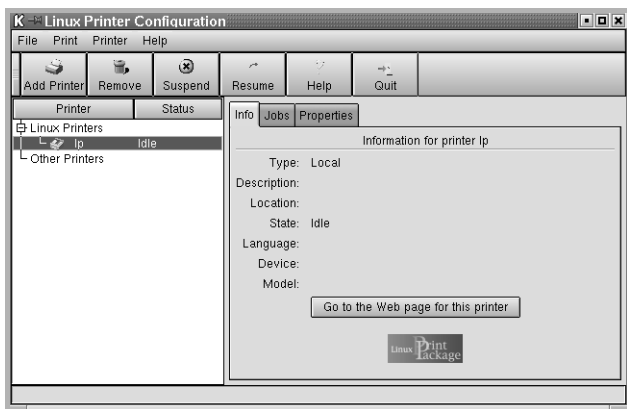 Linux Printer Configuration
File Print Printer Help
Add Printer Remove Suspend Resume Help Quit
Printer Status
Linux Printers
lp Idle
Other Printers
Info Jobs Properties
Information for printer lp
Type: Local
Description:
Location:
State: Idle
Language:
Device:
Model:
Go to the Web page for this printer
Linux Print Package